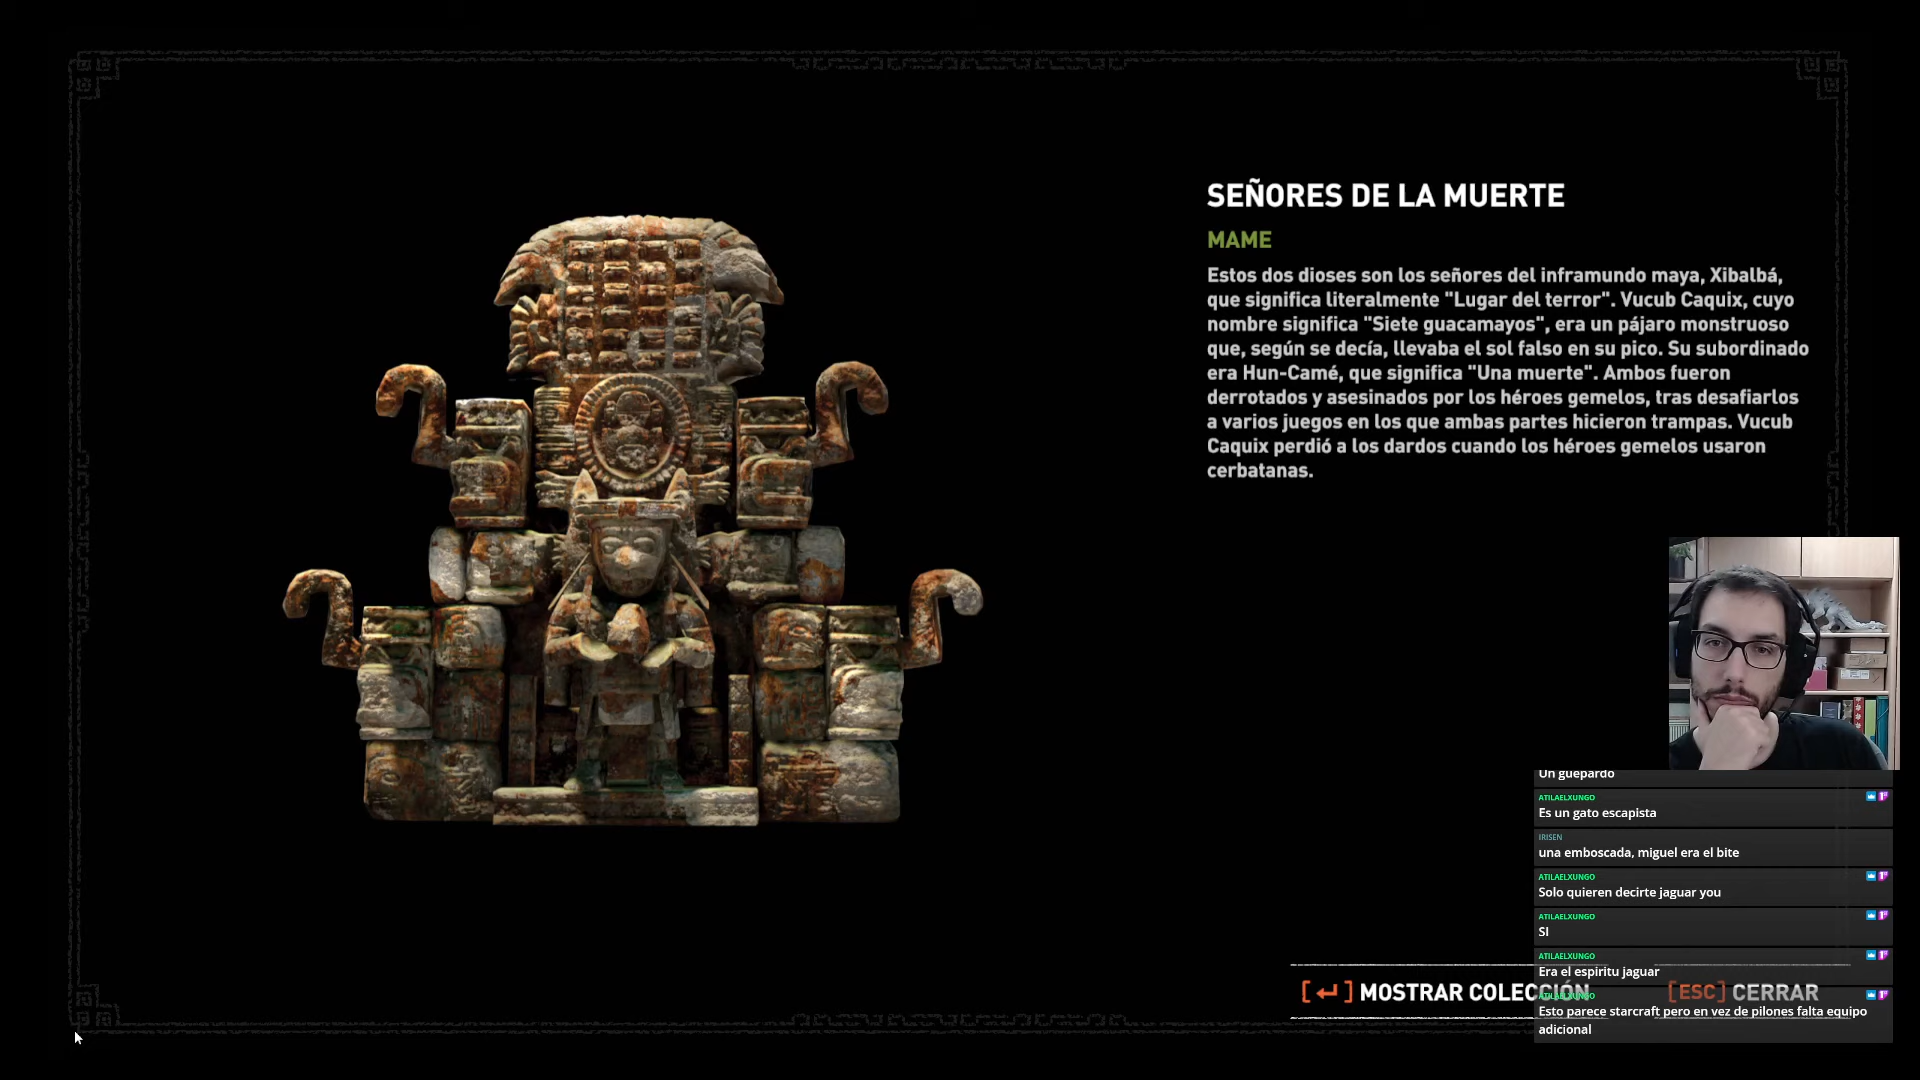 SEÑORES DE LA MUERTE
MAME
Estos dos dioses son los señores del inframundo maya, Xibalbá,
que significa literalmente "Lugar del terror". Vucub Caquix, cuyo
nombre significa "Siete guacamayos", era un pájaro monstruoso
que, según se decía, llevaba el sol falso en su pico. Su subordinado
era Hun-Camé, que significa "Una muerte". Ambos fueron
derrotados y asesinados por los héroes gemelos, tras desafiarlos
a varios juegos en los que ambas partes hicieron trampas. Vucub
Caquix perdió a los dardos cuando los héroes gemelos usaron
cerbatanas.
Un guepardo
ATILAELXUNGO
Es un gato escapista
IRISEN
una emboscada, miguel era el bite
ATILAELXUNGO
Solo quieren decirte jaguar you
ATILAELXUNGO
SI
ATILAELXUNGO
Era el espiritu jaguar
ATILAELXUNGO
Esto parece starcraft pero en vez de pilones falta equipo
adicional
[↵] MOSTRAR COLECCIÓN
[ESC] CERRAR